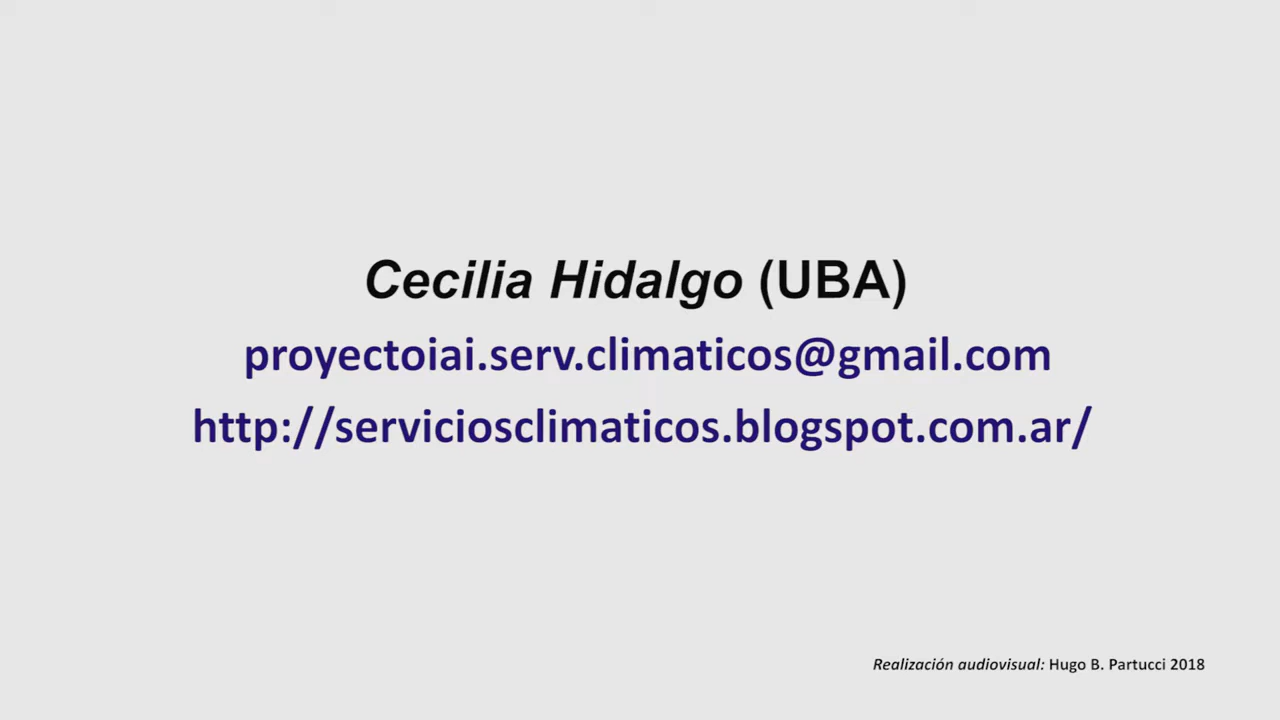 Cecilia Hidalgo (UBA)
proyectoiai.serv.climaticos@gmail.com
http://serviciosclimaticos.blogspot.com.ar/
Realización audiovisual: Hugo B. Partucci 2018